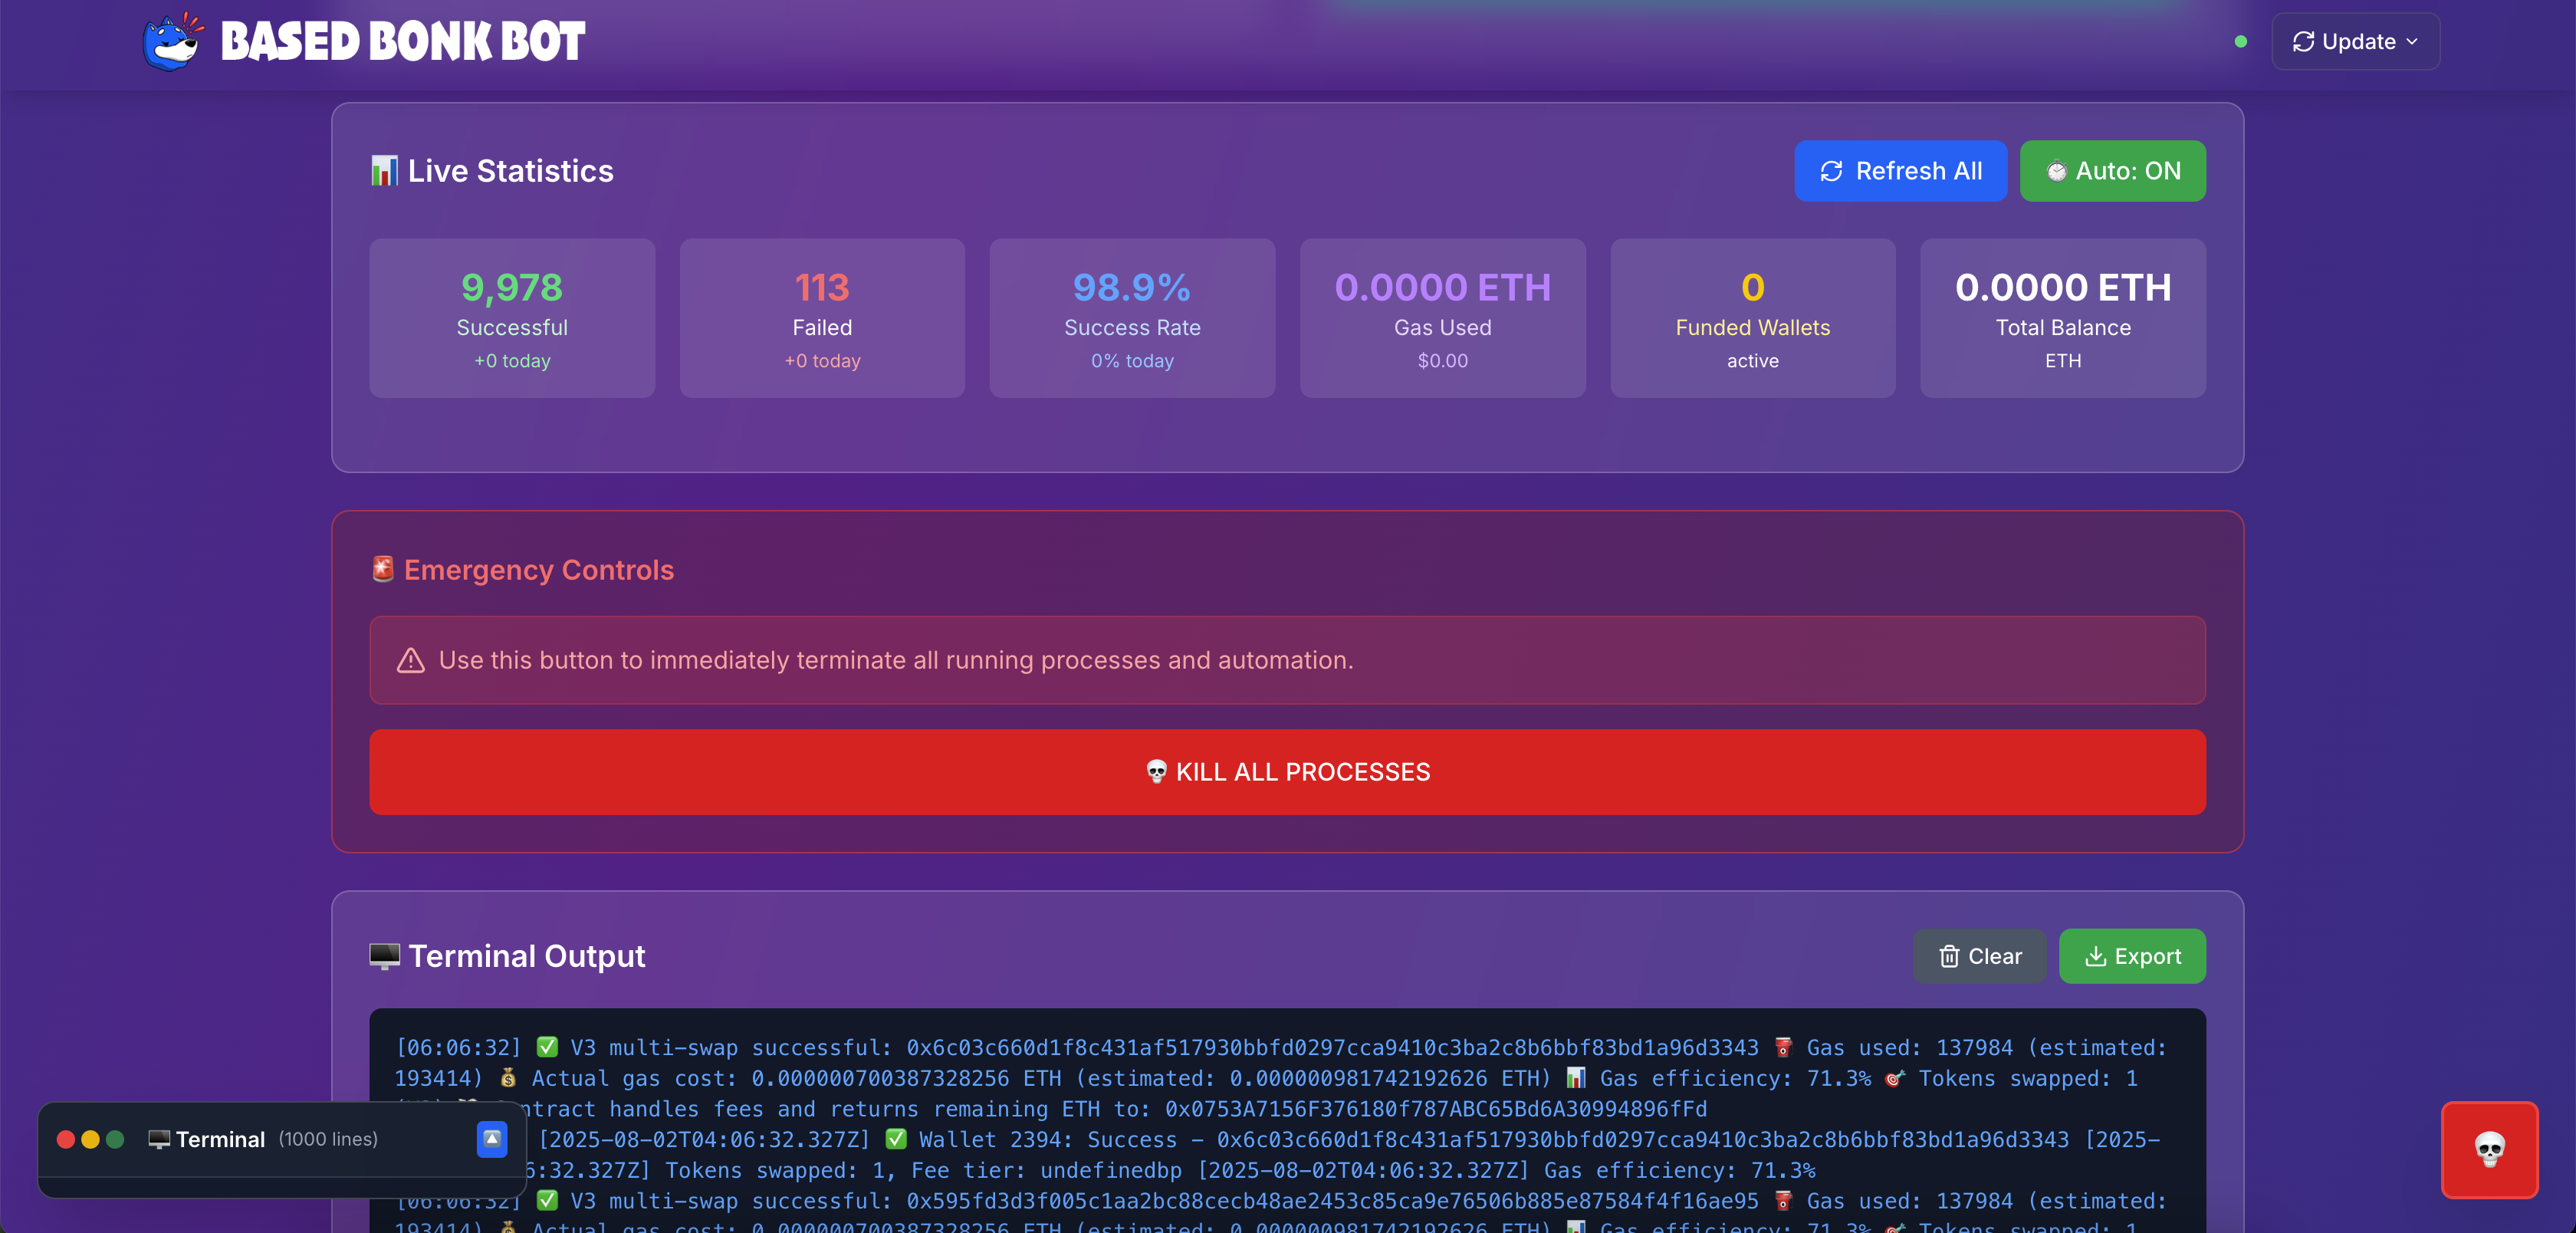 BASED BONK BOT
Update
Live Statistics
Refresh All
Auto: ON
9,978
Successful
+0 today
113
Failed
+0 today
98.9%
Success Rate
0% today
0.0000 ETH
Gas Used
$0.00
0
Funded Wallets
active
0.0000 ETH
Total Balance
ETH
Emergency Controls
Use this button to immediately terminate all running processes and automation.
KILL ALL PROCESSES
Terminal Output
Clear
Export
[06:06:32] ✅ V3 multi-swap successful: 0x6c03c660d1f8c431af517930bbfd0297cca9410c3ba2c8b6bbf83bd1a96d3343 Gas used: 137984 (estimated:
193414) 💰 Actual gas cost: 0.000000700387328256 ETH (estimated: 0.000000981742192626 ETH) 📊 Gas efficiency: 71.3% 🎯 Tokens swapped: 1
ntract handles fees and returns remaining ETH to: 0x0753A7156F376180f787ABC65Bd6A30994896fFd
[2025-08-02T04:06:32.327Z] ✅ Wallet 2394: Success - 0x6c03c660d1f8c431af517930bbfd0297cca9410c3ba2c8b6bbf83bd1a96d3343 [2025-
6:32.327Z] Tokens swapped: 1, Fee tier: undefinedbp [2025-08-02T04:06:32.327Z] Gas efficiency: 71.3%
[06:06:32] ✅ V3 multi-swap successful: 0x595fd3d3f005c1aa2bc88cecb48ae2453c85ca9e76506b885e87584f4f16ae95 Gas used: 137984 (estimated:
193414) 💰 Actual gas cost: 0.000000700387328256 ETH (estimated: 0.000000981742192626 ETH) 📊 Gas efficiency: 71.3% 🎯 Tokens swapped: 1
Terminal (1000 lines)